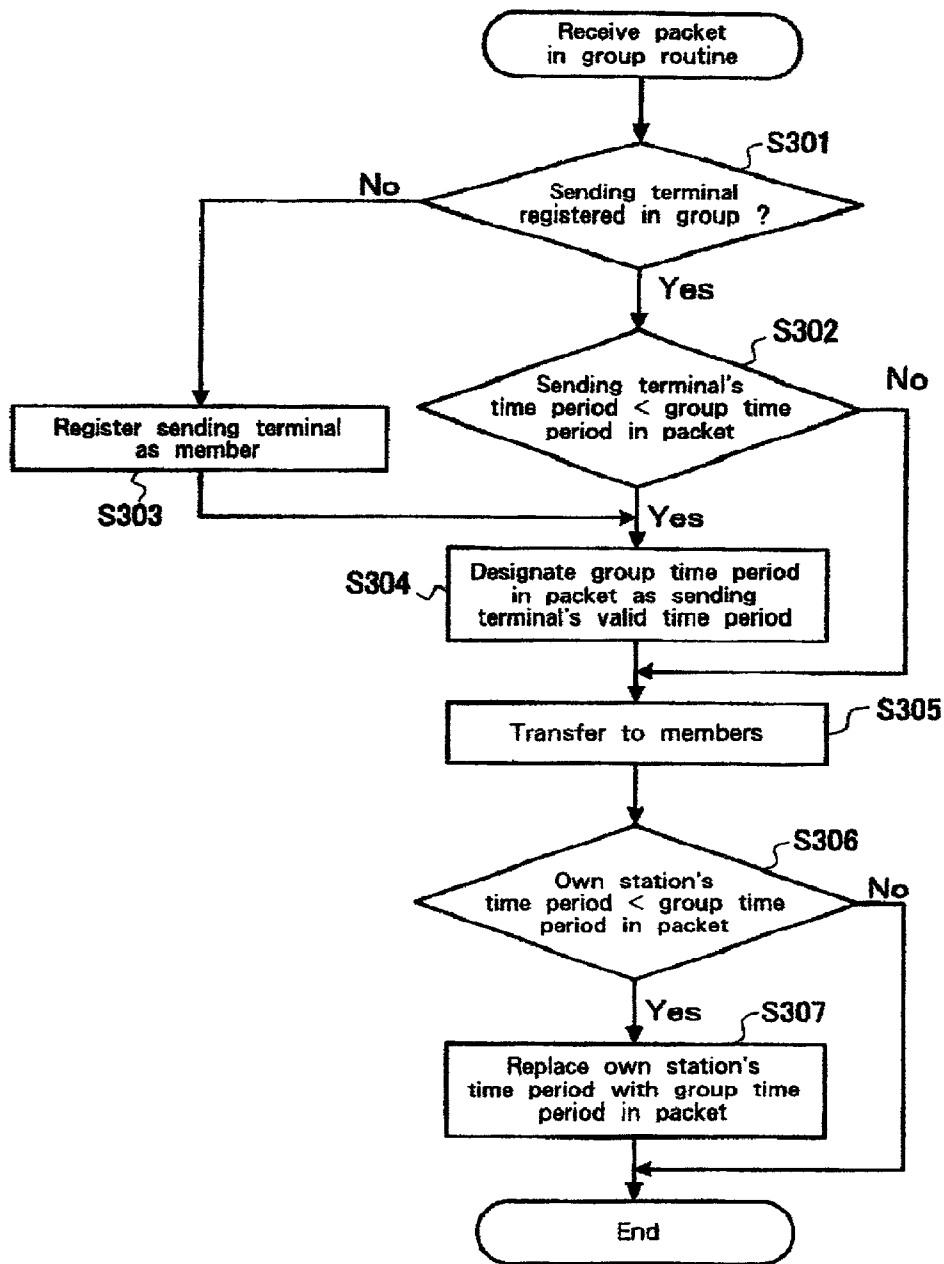 Receive packet
in group routine
S301
No
Sending terminal
registered in group ?
Yes
S302
Sending terminal's
time period < group time
period in packet
No
Register sending terminal
as member
S303
Yes
S304
Designate group time period
in packet as sending
terminal's valid time period
S305
Transfer to members
S306
Own station's
time period < group time
period in packet
No
Yes
S307
Replace own station's
time period with group time
period in packet
End